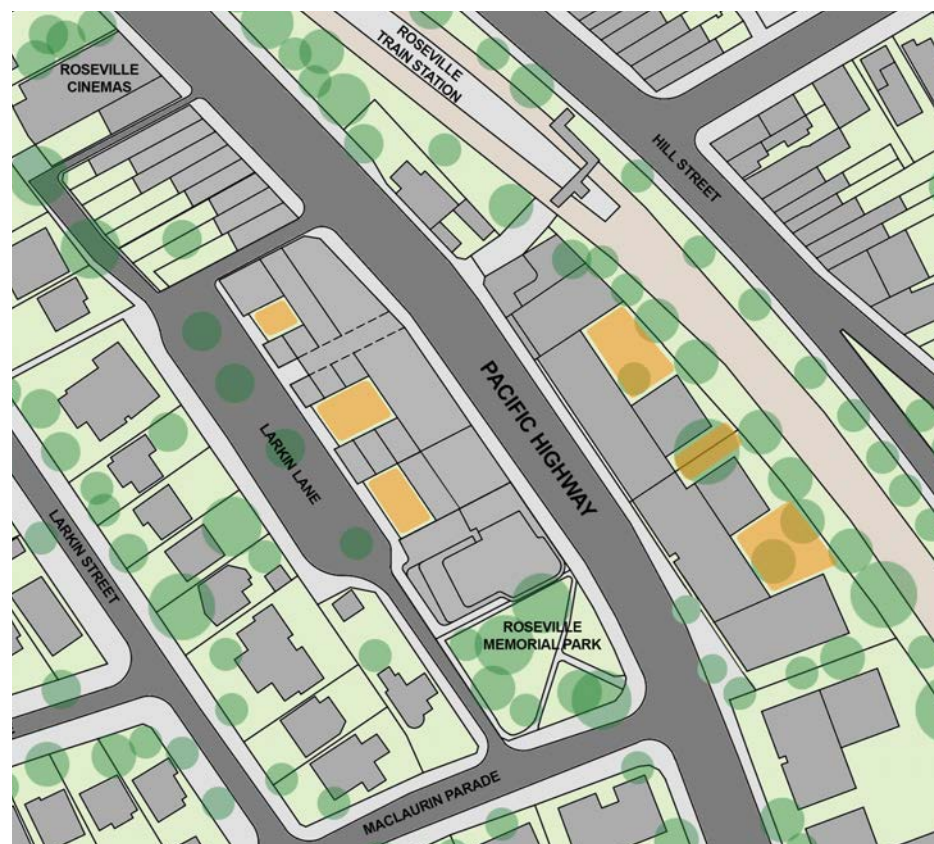 ROSEVILLE
CINEMAS
ROSEVILLE
TRAIN STATION
HILL STREET
PACIFIC HIGHWAY
LARKIN LANE
LARKIN STREET
ROSEVILLE
MEMORIAL PARK
MACLAURIN PARADE